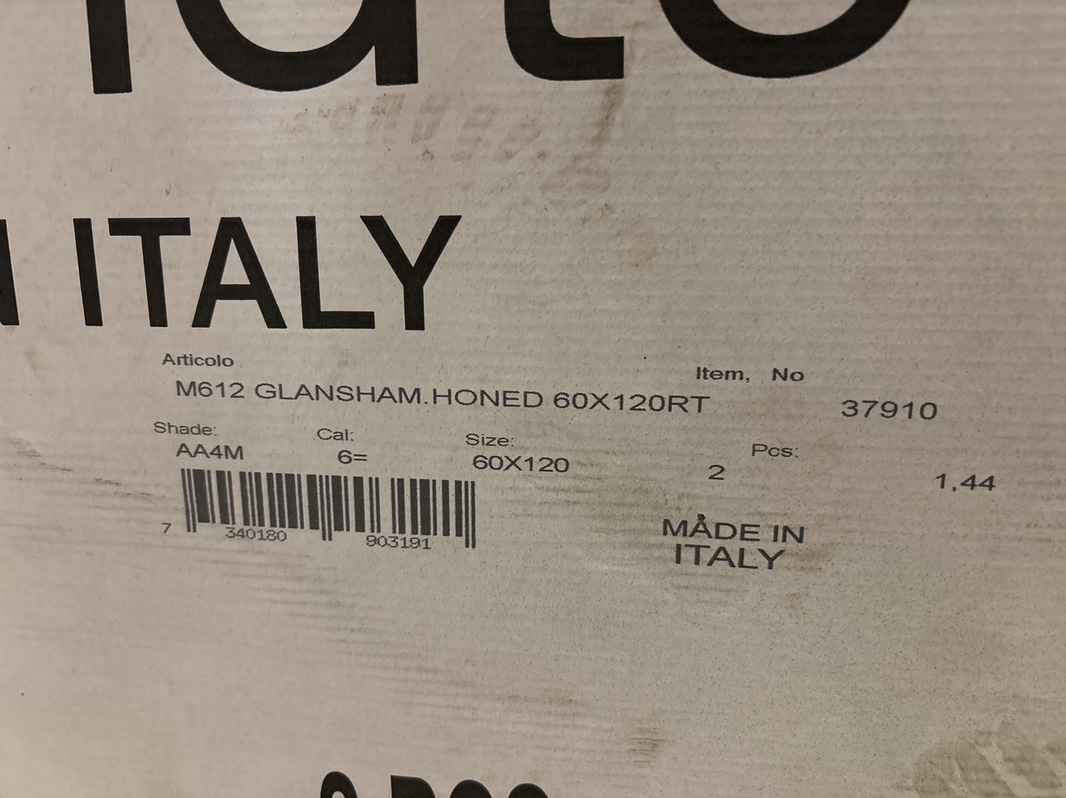 ITALY
Articolo
Item, No
M612 GLANSHAM.HONED 60X120RT
37910
Shade:
Cal:
Size:
Pcs:
AA4M
6=
60X120
2
1,44
7 340180 903191
MADE IN
ITALY